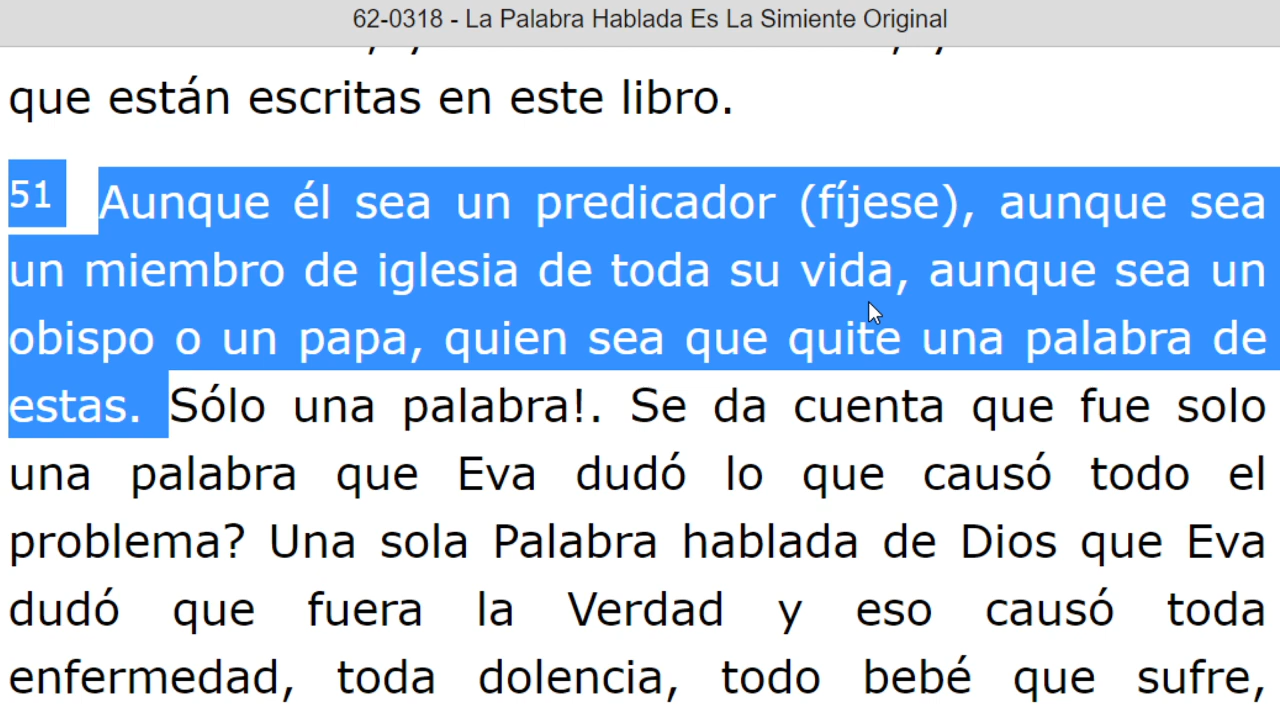 62-0318 - La Palabra Hablada Es La Simiente Original
que están escritas en este libro.
51 Aunque él sea un predicador (fíjese), aunque sea
un miembro de iglesia de toda su vida, aunque sea un
obispo o un papa, quien sea que quite una palabra de
estas. Sólo una palabra!. Se da cuenta que fue solo
una palabra que Eva dudó lo que causó todo el
problema? Una sola Palabra hablada de Dios que Eva
dudó que fuera la Verdad y eso causó toda
enfermedad, toda dolencia, todo bebé que sufre,